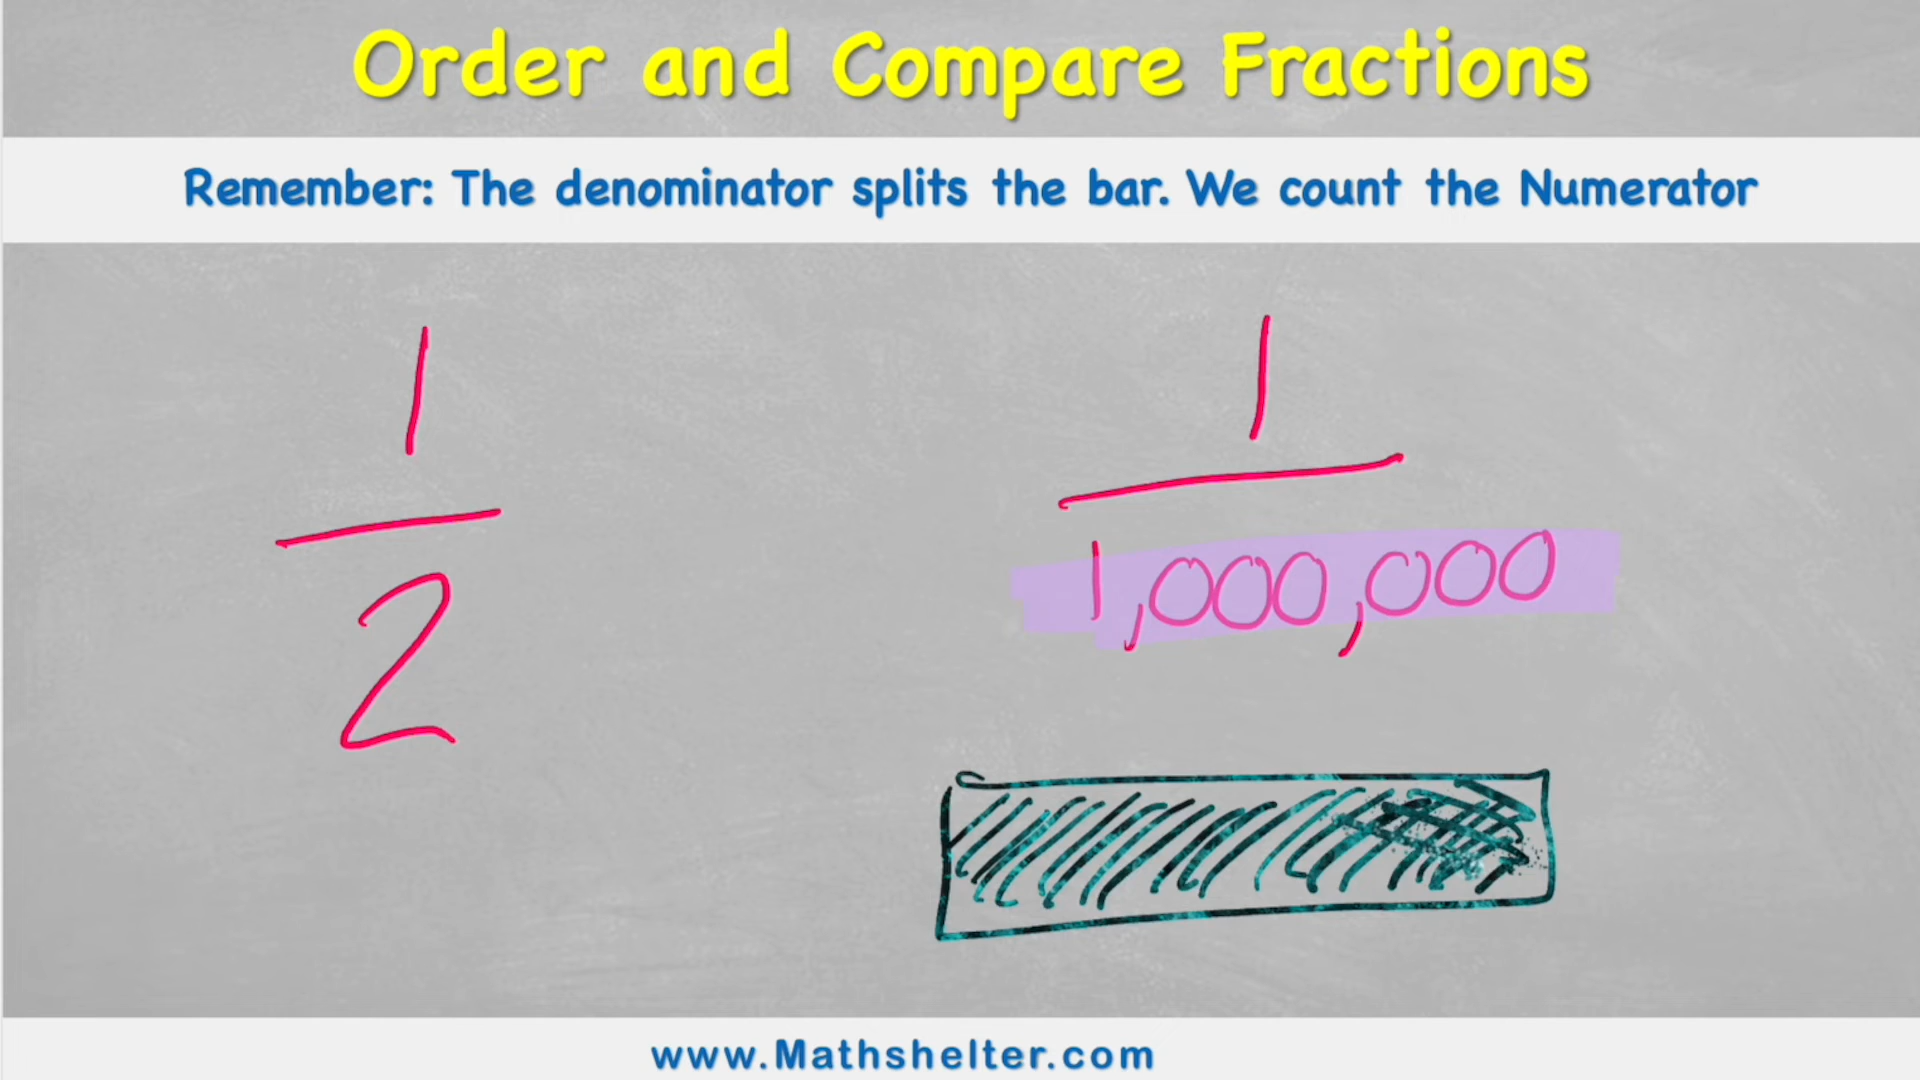 Order and Compare Fractions
Remember: The denominator splits the bar. We count the Numerator
1
2
1
1,000,000
www.Mathshelter.com